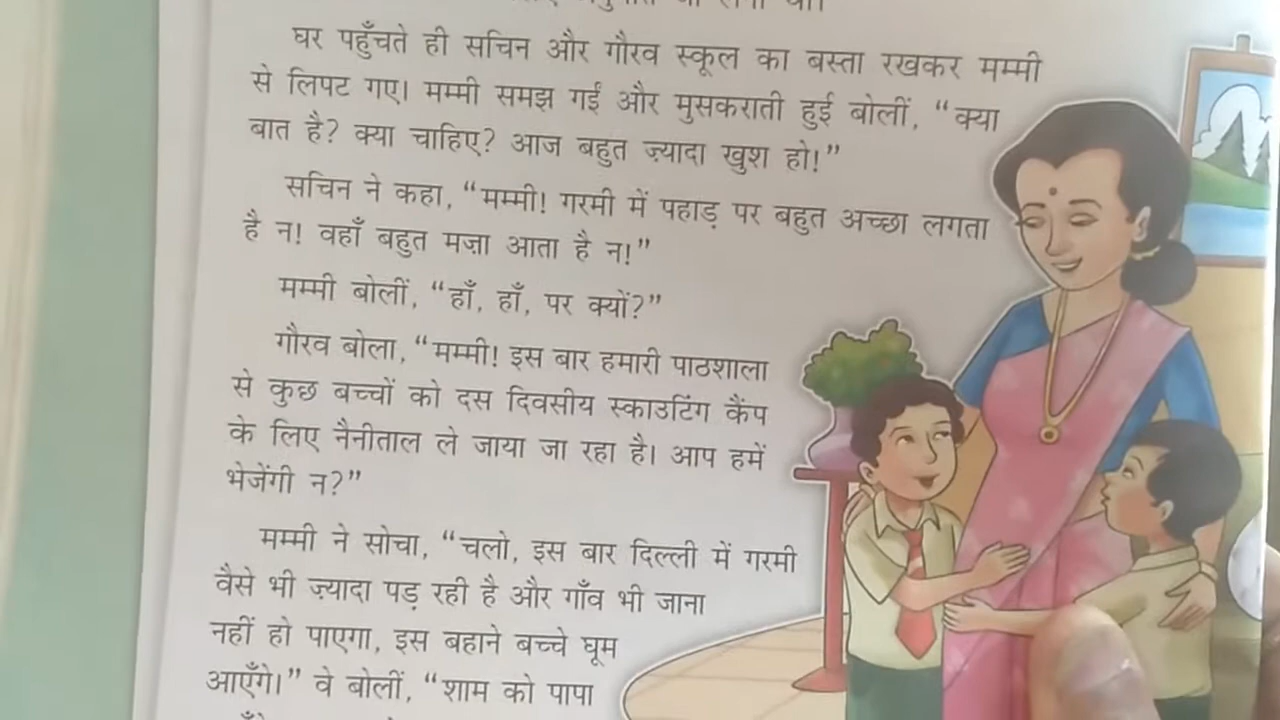 घर पहुँचते ही सचिन और गौरव स्कूल का बस्ता रखकर मम्मी
से लिपट गए। मम्मी समझ गईं और मुसकराती हुई बोलीं, “क्या
बात है? क्या चाहिए? आज बहुत ज़्यादा खुश हो!”
सचिन ने कहा, “मम्मी! गरमी में पहाड़ पर बहुत अच्छा लगता
है न! वहाँ बहुत मज़ा आता है न!”
मम्मी बोलीं, “हाँ, हाँ, पर क्यों?”
गौरव बोला, “मम्मी! इस बार हमारी पाठशाला
से कुछ बच्चों को दस दिवसीय स्काउटिंग कैंप
के लिए नैनीताल ले जाया जा रहा है। आप हमें
भेजेंगी न?”
मम्मी ने सोचा, “चलो, इस बार दिल्ली में गरमी
वैसे भी ज़्यादा पड़ रही है और गाँव भी जाना
नहीं हो पाएगा, इस बहाने बच्चे घूम
आएँगे।” वे बोलीं, “शाम को पापा